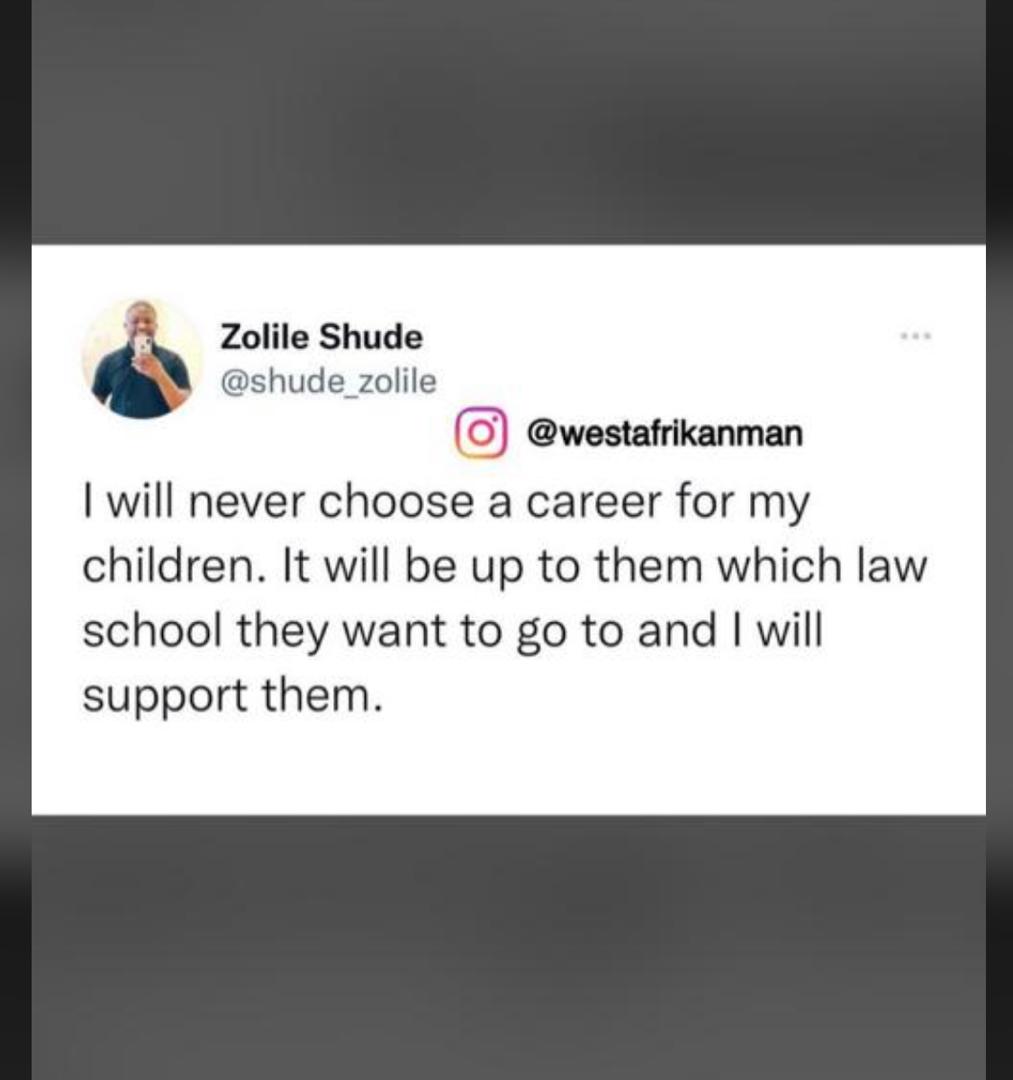 Zolile Shude
@shude_zolile
@westafrikanman
I will never choose a career for my
children. It will be up to them which law
school they want to go to and I will
support them.